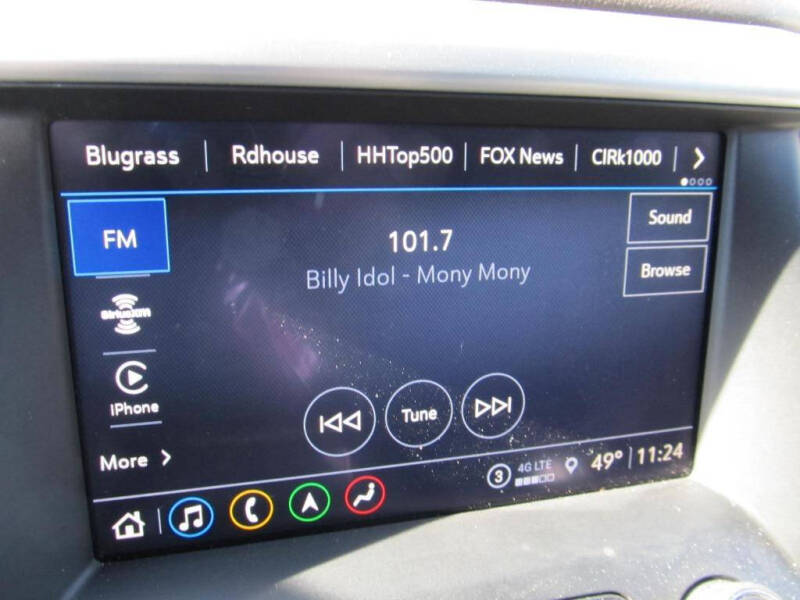 Blugrass Rdhouse HHTop500 FOX News ClRk1000
FM
101.7
Sound
Billy Idol - Mony Mony
Browse
SiriusXM
iPhone
Tune
More
3 4G LTE 49° 11:24